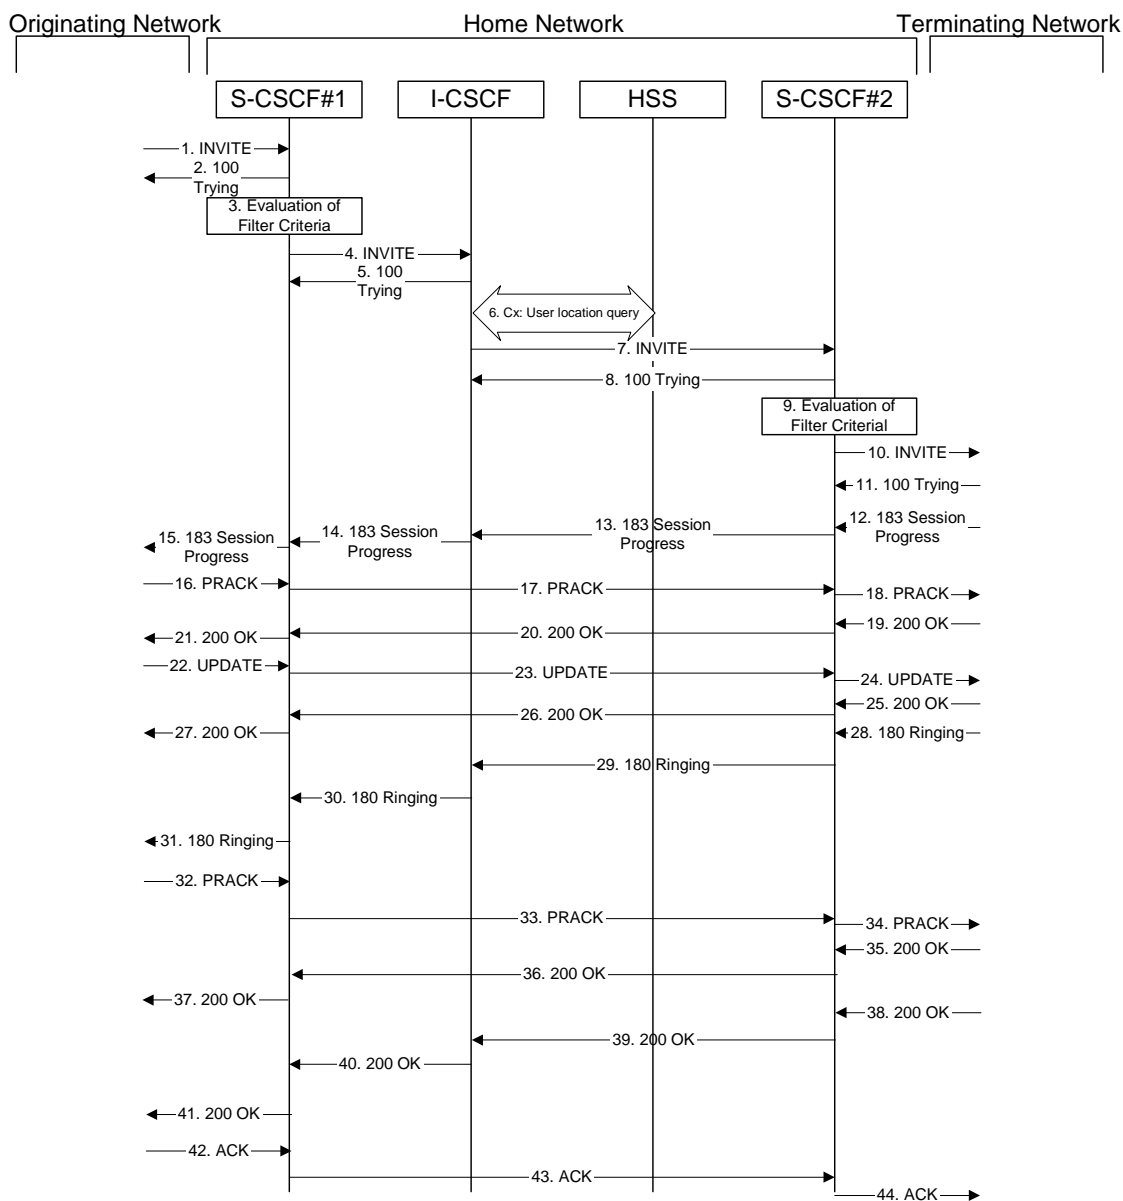 Originating Network
Home Network
Terminating Network
S-CSCF#1
I-CSCF
HSS
S-CSCF#2
1. INVITE
2. 100
Trying
3. Evaluation of
Filter Criteria
4. INVITE
5. 100
Trying
6. Cx: User location query
7. INVITE
8. 100 Trying
9. Evaluation of
Filter Criterial
10. INVITE
11. 100 Trying
12. 183 Session
Progress
13. 183 Session
Progress
14. 183 Session
Progress
15. 183 Session
Progress
16. PRACK
17. PRACK
18. PRACK
19. 200 OK
20. 200 OK
21. 200 OK
22. UPDATE
23. UPDATE
24. UPDATE
25. 200 OK
26. 200 OK
27. 200 OK
28. 180 Ringing
29. 180 Ringing
30. 180 Ringing
31. 180 Ringing
32. PRACK
33. PRACK
34. PRACK
35. 200 OK
36. 200 OK
37. 200 OK
38. 200 OK
39. 200 OK
40. 200 OK
41. 200 OK
42. ACK
43. ACK
44. ACK